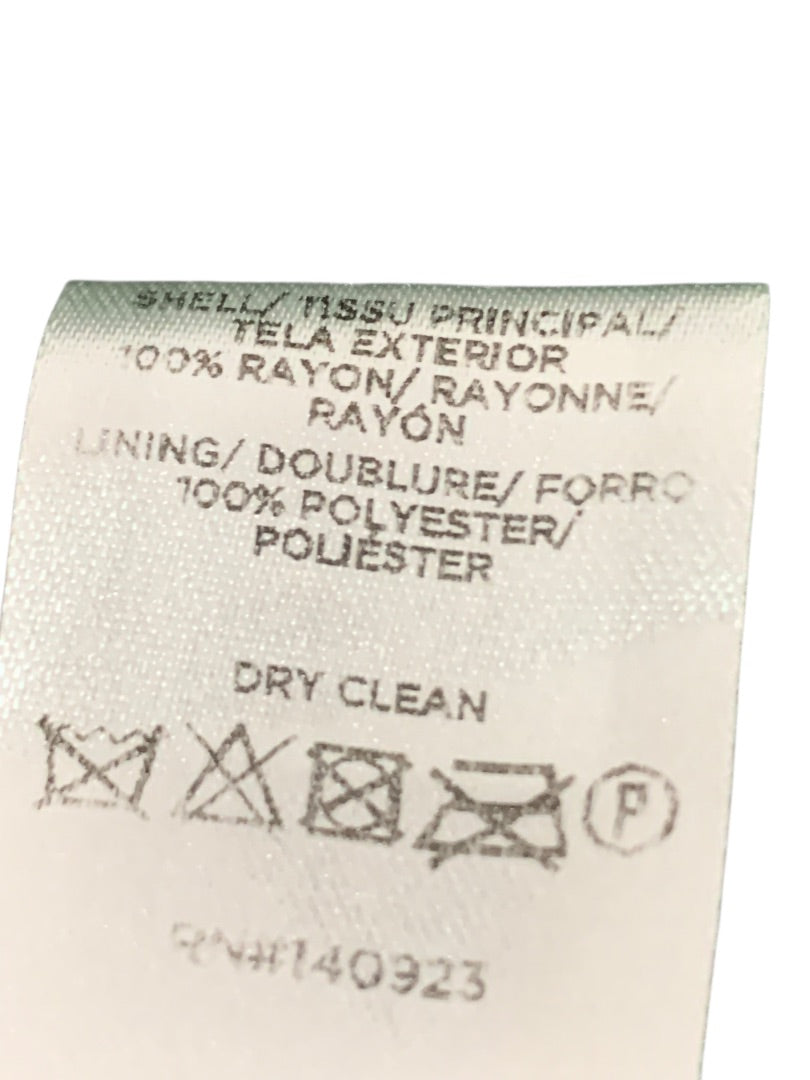 SHELL/ TISSU PRINCIPAL/
TELA EXTERIOR
100% RAYON/ RAYONNE/
RAYÓN
LINING/ DOUBLURE/ FORRO
100% POLYESTER/
POLIÉSTER
DRY CLEAN
P
RN#140923